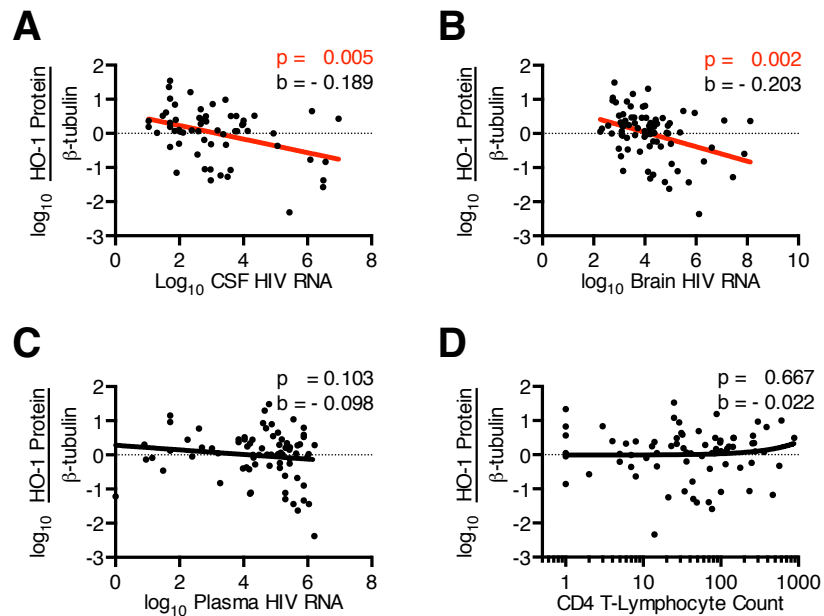 A
p = 0.005
b = - 0.189
log10 HO-1 Protein
β-tubulin
2
1
0
-1
-2
-3
0 2 4 6 8
Log10 CSF HIV RNA
B
p = 0.002
b = - 0.203
log10 HO-1 Protein
β-tubulin
2
1
0
-1
-2
-3
0 2 4 6 8 10
log10 Brain HIV RNA
C
p = 0.103
b = - 0.098
log10 HO-1 Protein
β-tubulin
2
1
0
-1
-2
-3
0 2 4 6 8
log10 Plasma HIV RNA
D
p = 0.667
b = - 0.022
log10 HO-1 Protein
β-tubulin
2
1
0
-1
-2
-3
1 10 100 1000
CD4 T-Lymphocyte Count